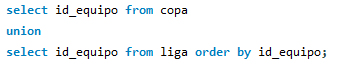 select id_equipo from copa
union
select id_equipo from liga order by id_equipo;